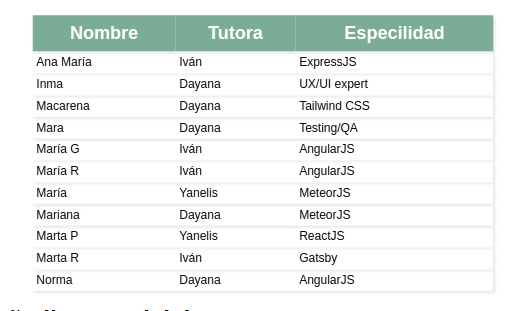 Nombre Tutora Especilidad
Ana María Iván ExpressJS
Inma Dayana UX/UI expert
Macarena Dayana Tailwind CSS
Mara Dayana Testing/QA
María G Iván AngularJS
María R Iván AngularJS
María Yanelis MeteorJS
Mariana Dayana MeteorJS
Marta P Yanelis ReactJS
Marta R Iván Gatsby
Norma Dayana AngularJS